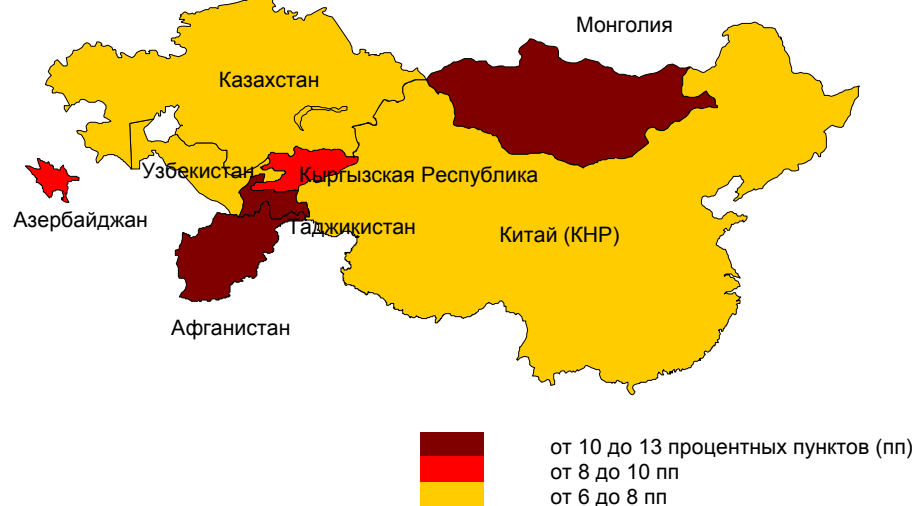 Монголия
Казахстан
Узбекистан
Кыргызская Республика
Азербайджан
Таджикистан
Китай (КНР)
Афганистан
от 10 до 13 процентных пунктов (пп)
от 8 до 10 пп
от 6 до 8 пп